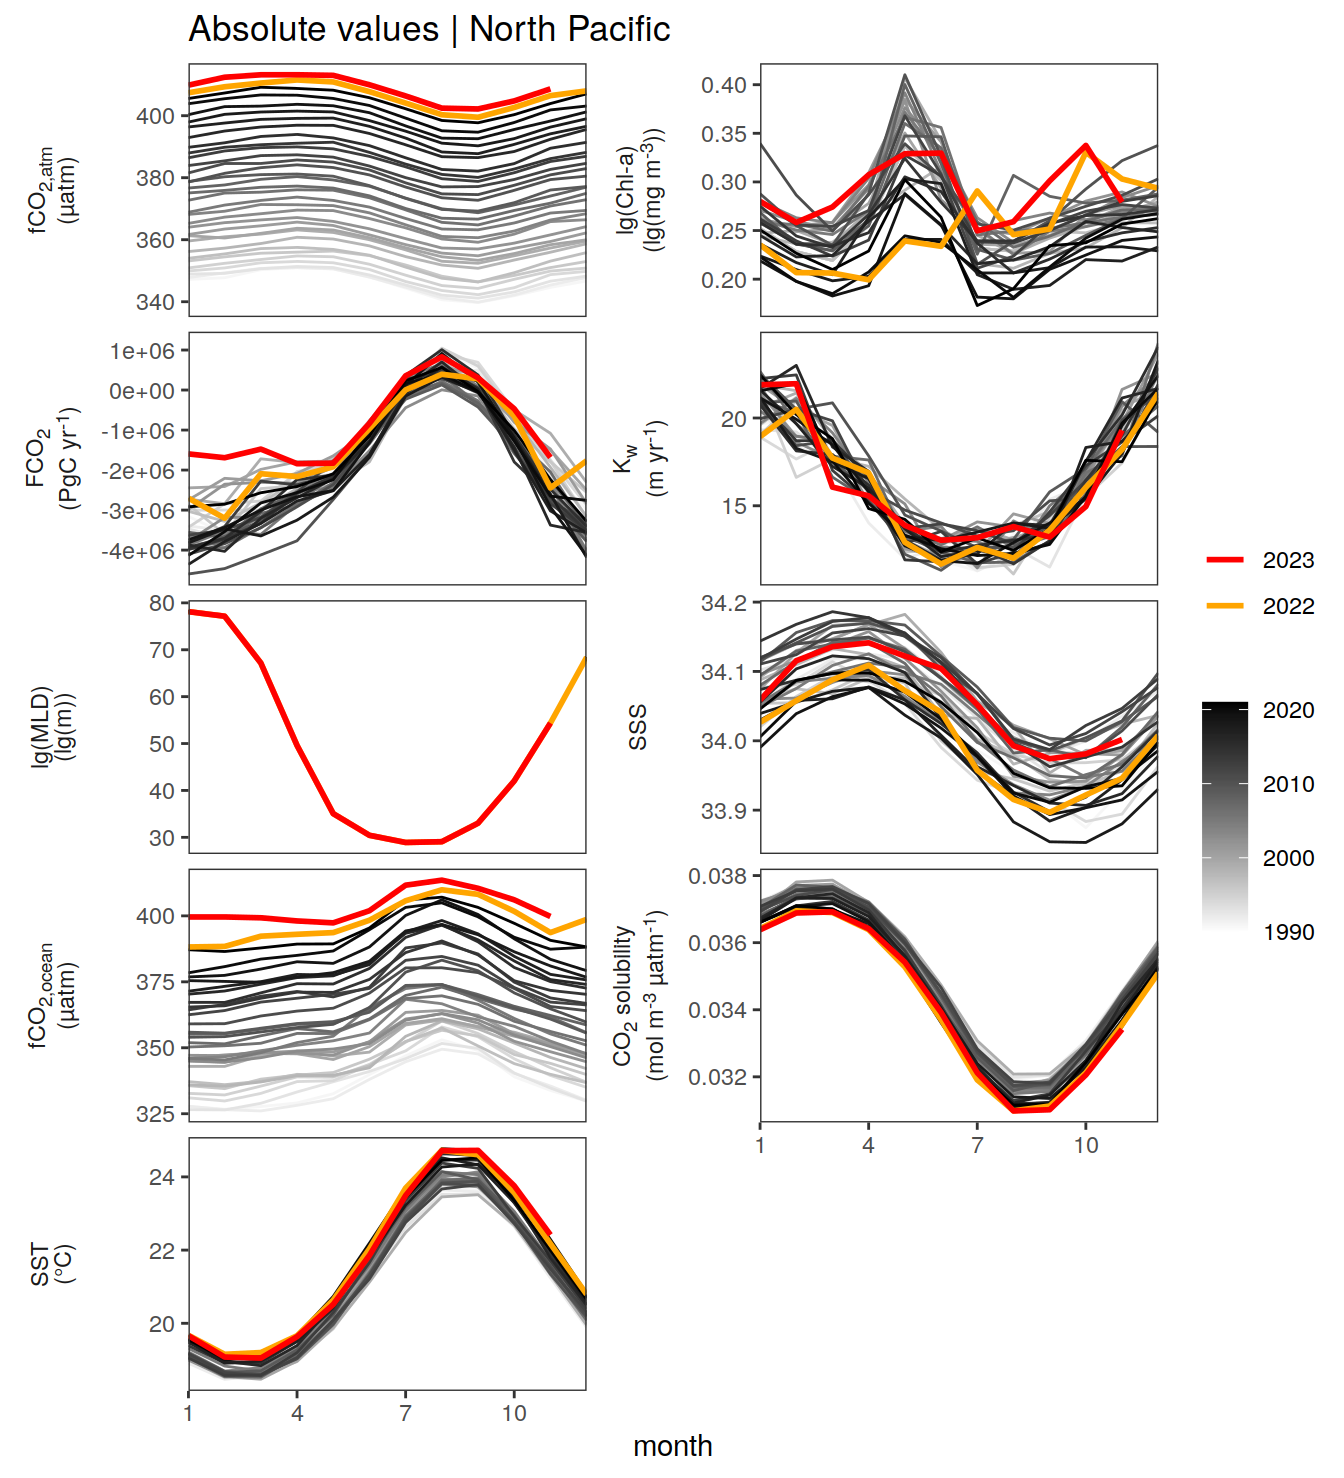 Absolute values | North Pacific
fCO2,atm
(µatm)
400
380
360
340
lg(Chl-a)
(lg(mg m-3))
0.40
0.35
0.30
0.25
0.20
FCO2
(PgC yr-1)
1e+06
0e+00
-1e+06
-2e+06
-3e+06
-4e+06
Kw
(m yr-1)
20
15
lg(MLD)
(lg(m))
80
70
60
50
40
30
SSS
34.2
34.1
34.0
33.9
fCO2,ocean
(µatm)
400
375
350
325
CO2 solubility
(mol m-3 µatm-1)
0.038
0.036
0.034
0.032
1 4 7 10
SST
(°C)
24
22
20
1 4 7 10
month
2023
2022
2020
2010
2000
1990